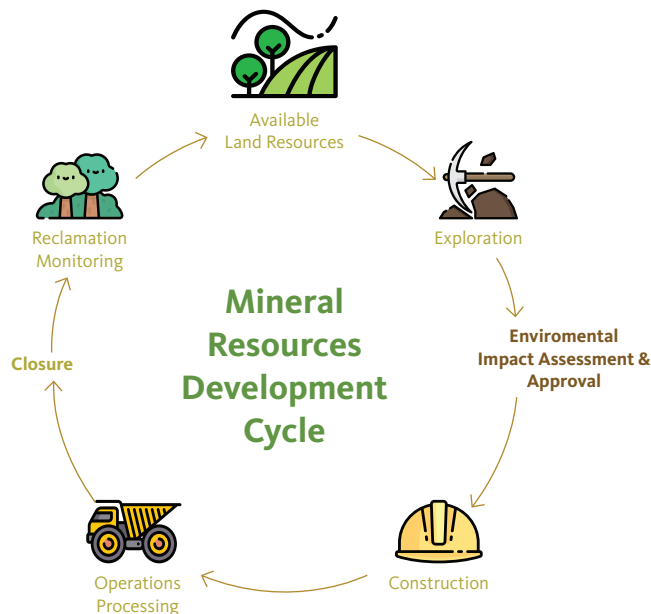 Available
Land Resources
Exploration
Enviromental
Impact Assessment &
Approval
Construction
Operations
Processing
Closure
Reclamation
Monitoring
Mineral
Resources
Development
Cycle